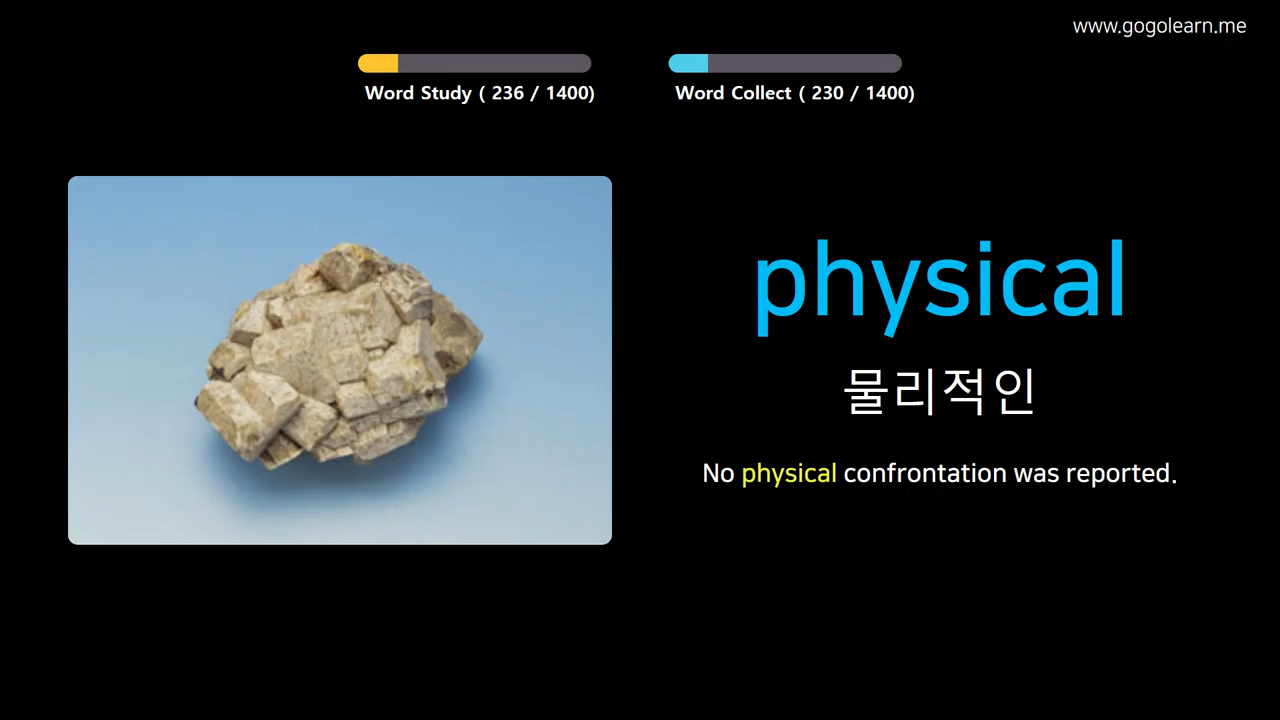 www.gogolearn.me
Word Study ( 236 / 1400)
Word Collect ( 230 / 1400)
physical
물리적인
No physical confrontation was reported.